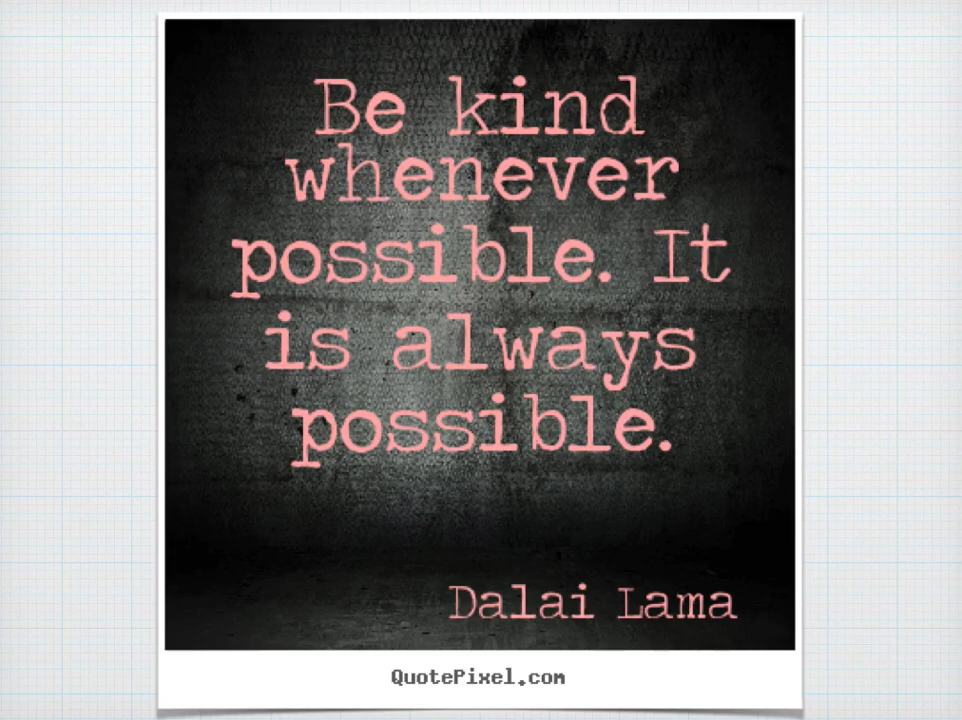 Be kind
whenever
possible. It
is always
possible.
Dalai Lama
QuotePixel.com